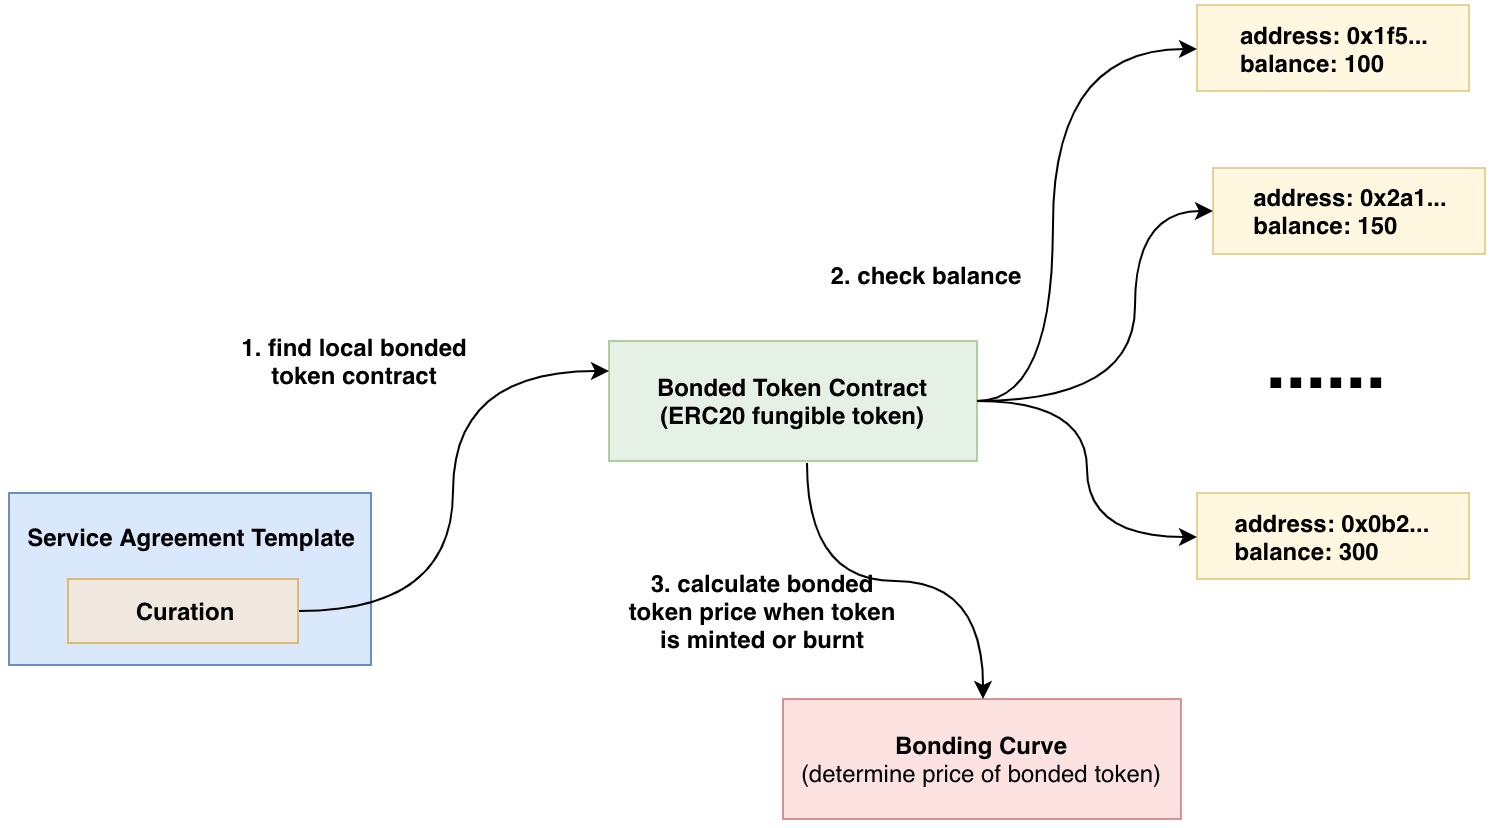 address: 0x1f5...
balance: 100
address: 0x2a1...
balance: 150
2. check balance
1. find local bonded
token contract
Bonded Token Contract
(ERC20 fungible token)
......
Service Agreement Template
Curation
address: 0x0b2...
balance: 300
3. calculate bonded
token price when token
is minted or burnt
Bonding Curve
(determine price of bonded token)